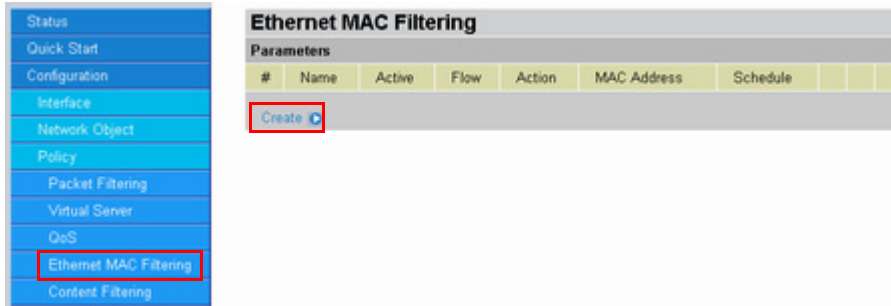 Status
Quick Start
Configuration
Interface
Network Object
Policy
Packet Filtering
Virtual Server
QoS
Ethernet MAC Filtering
Content Filtering
Ethernet MAC Filtering
Parameters
# Name Active Flow Action MAC Address Schedule
Create